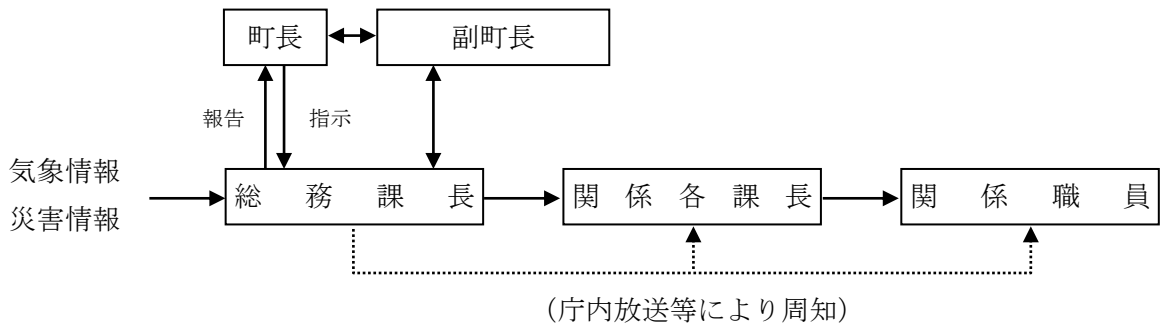 町長
副町長
報告
指示
気象情報
災害情報
総務課長
関係各課長
関係職員
（庁内放送等により周知）